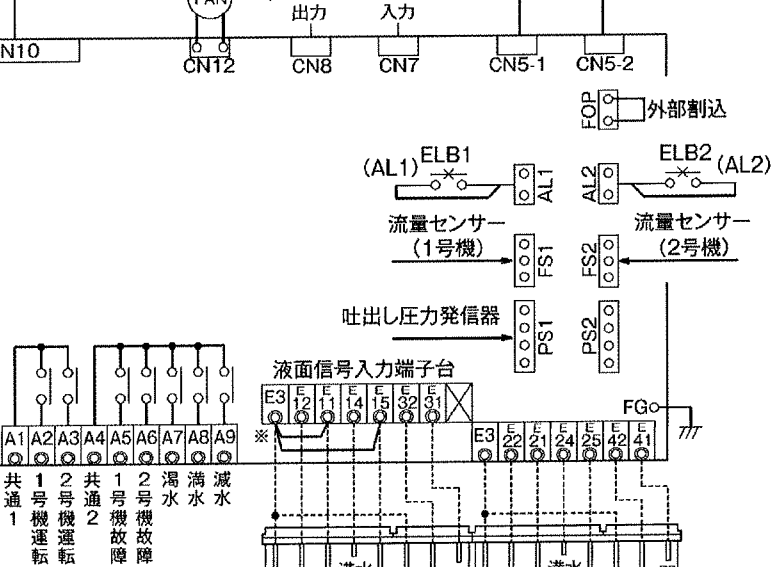 FAN
出力
入力
N10
CN12
CN8
CN7
CN5-1
CN5-2
FOP
外部割込
(AL1) ELB1
AL1
AL2
ELB2 (AL2)
流量センサー
(1号機)
FS1
FS2
流量センサー
(2号機)
吐出し圧力発信器
PS1
PS2
液面信号入力端子台
E3 E12 E11 E14 E15 E32 E31
※
FG
A1 A2 A3 A4 A5 A6 A7 A8 A9
E3 E22 E21 E24 E25 E42 E41
共通1
1号機運転
2号機運転
共通2
1号機故障
2号機故障
渇水
満水
減水
満水
満水